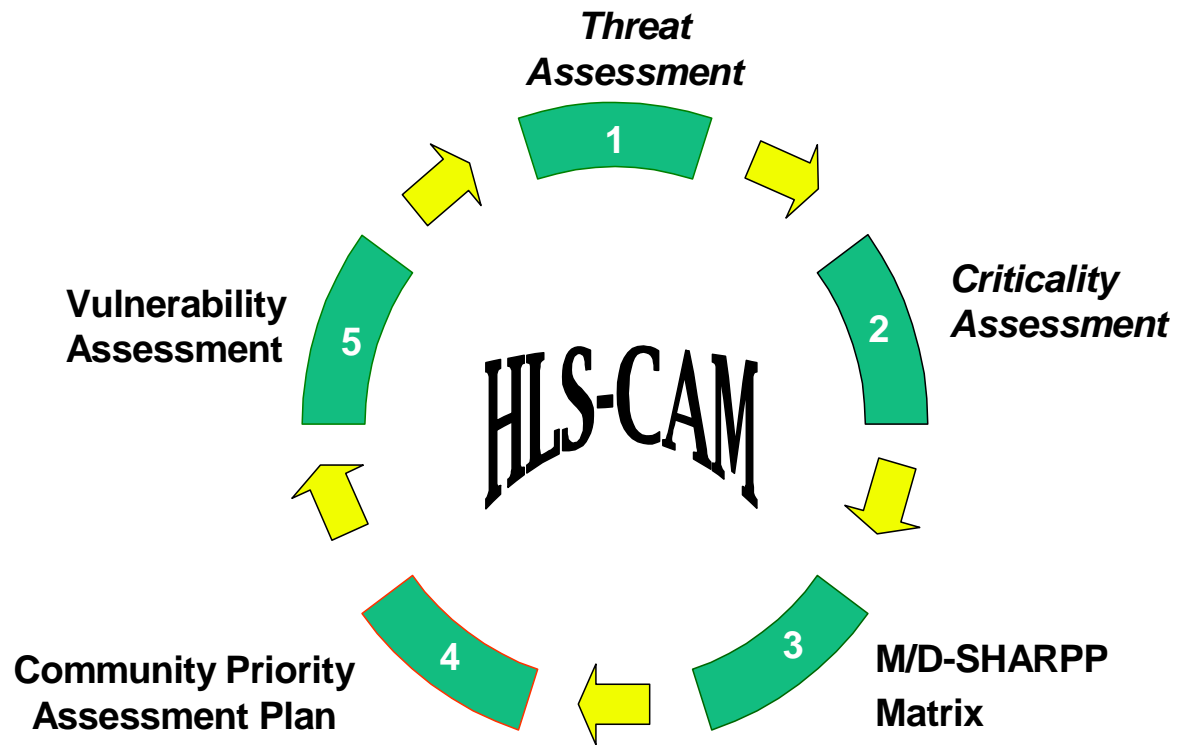 Threat
Assessment
1
2
Criticality
Assessment
3
M/D-SHARPP
Matrix
4
Community Priority
Assessment Plan
5
Vulnerability
Assessment
HLS-CAM